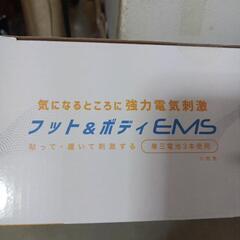 気になるところに強力電気刺激
フット＆ボディEMS
貼って・履いて刺激する 単三電池3本使用